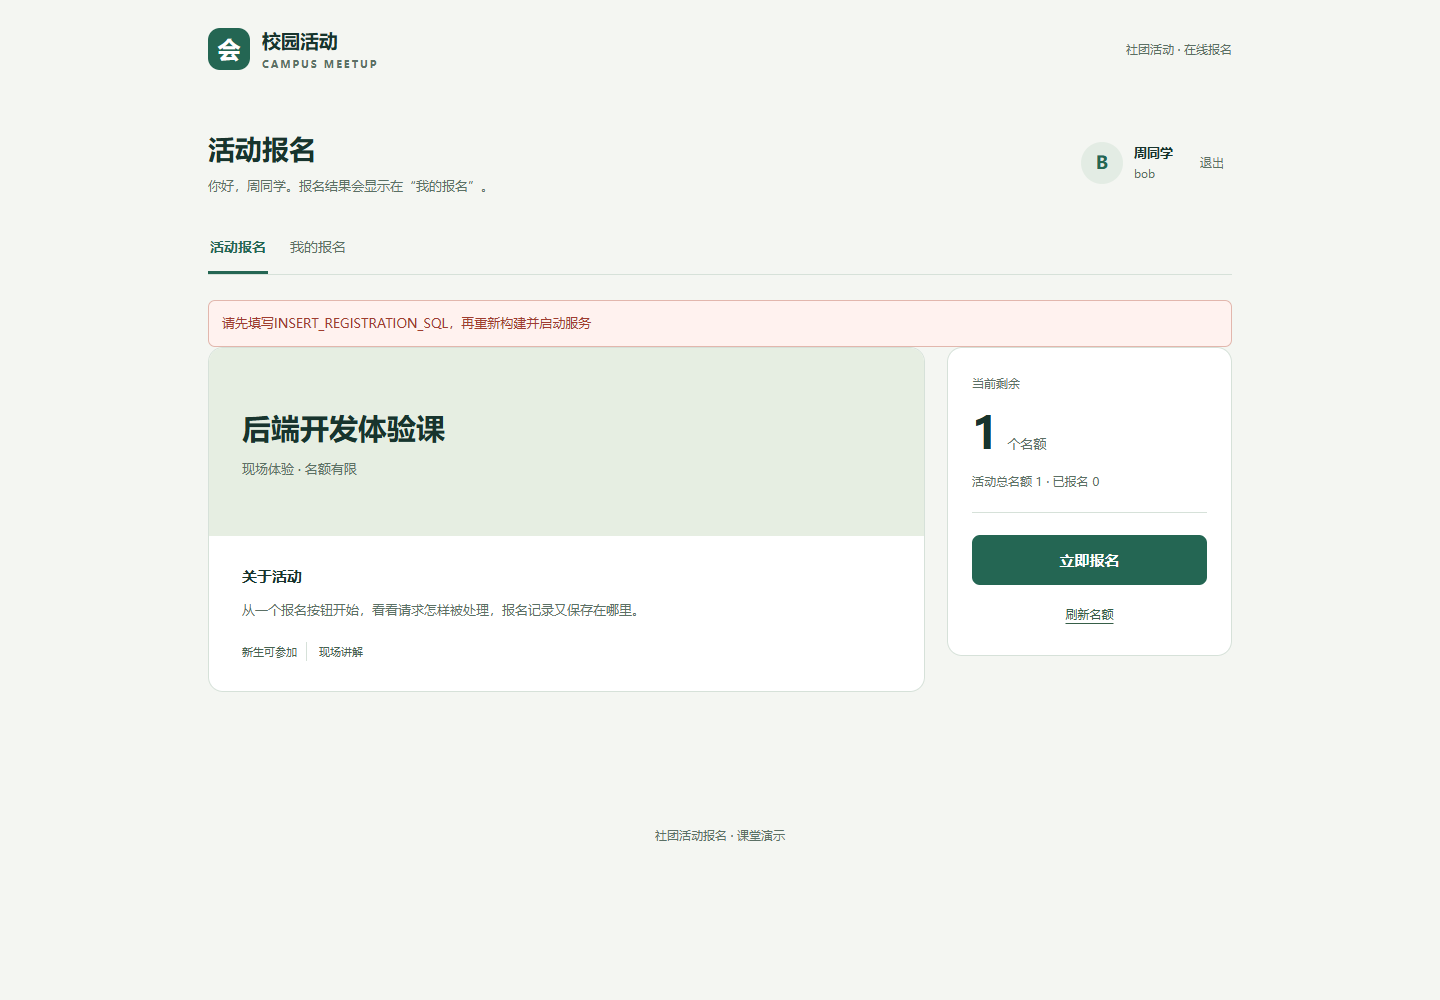 会
校园活动
CAMPUS MEETUP
社团活动 · 在线报名
活动报名
你好，周同学。报名结果会显示在“我的报名”。
B
周同学
bob
退出
活动报名
我的报名
请先填写INSERT_REGISTRATION_SQL，再重新构建并启动服务
后端开发体验课
现场体验 · 名额有限
关于活动
从一个报名按钮开始，看看请求怎样被处理，报名记录又保存在哪里。
新生可参加
现场讲解
当前剩余
1 个名额
活动总名额 1 · 已报名 0
立即报名
刷新名额
社团活动报名 · 课堂演示